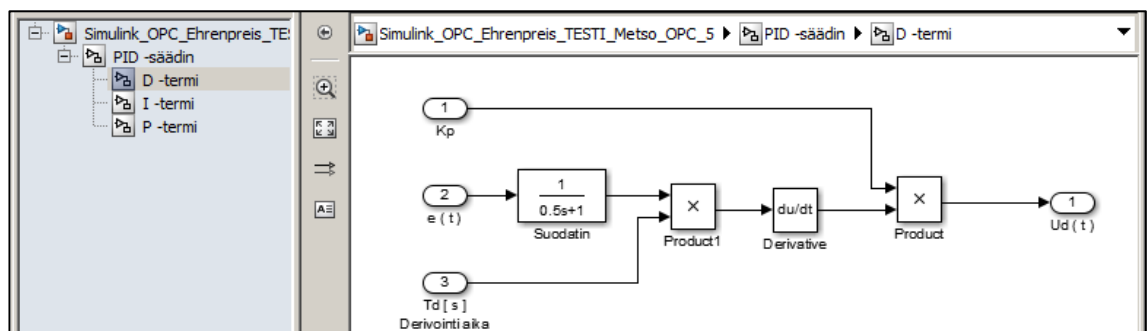 Simulink_OPC_Ehrenpreis_TES
PID -säädin
D -termi
I -termi
P -termi
Simulink_OPC_Ehrenpreis_TESTI_Metso_OPC_5 PID -säädin D -termi
1
Kp
2
e ( t )
1
0.5s+1
Suodatin
×
Product1
du/dt
Derivative
×
Product
1
Ud ( t )
3
Td [ s ]
Derivointi aika